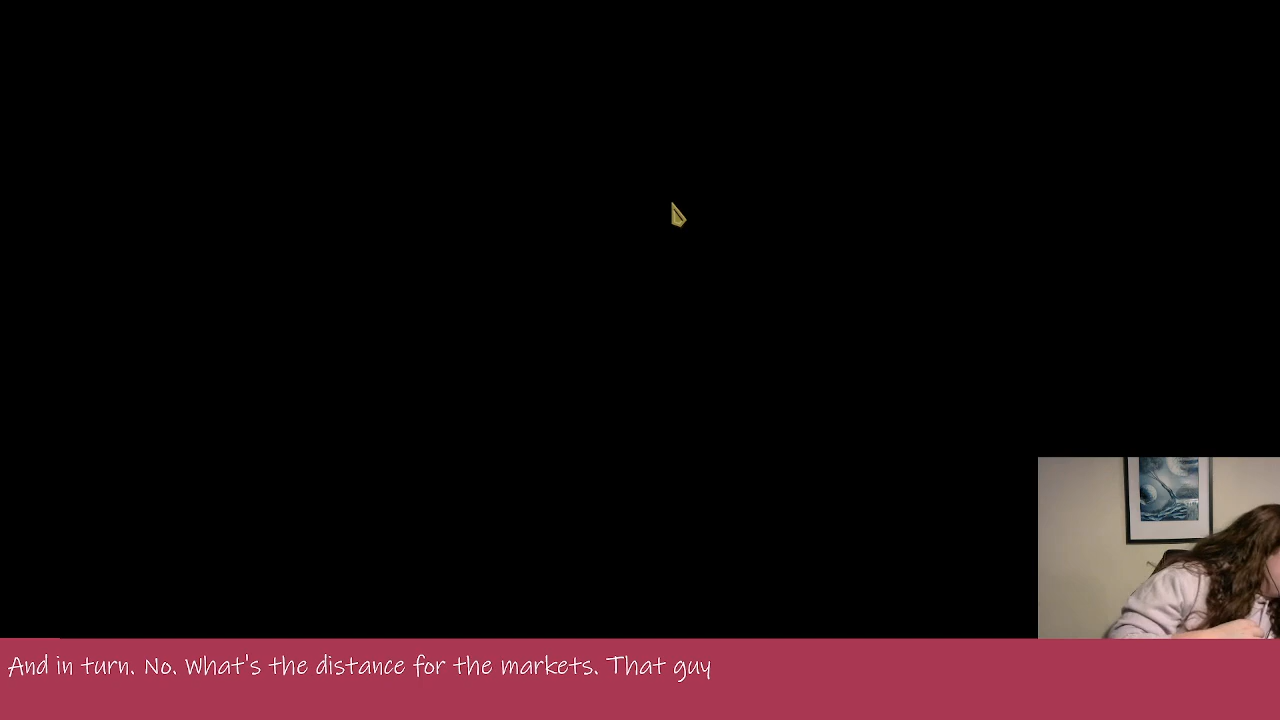 And in turn. No. What's the distance for the markets. That guy